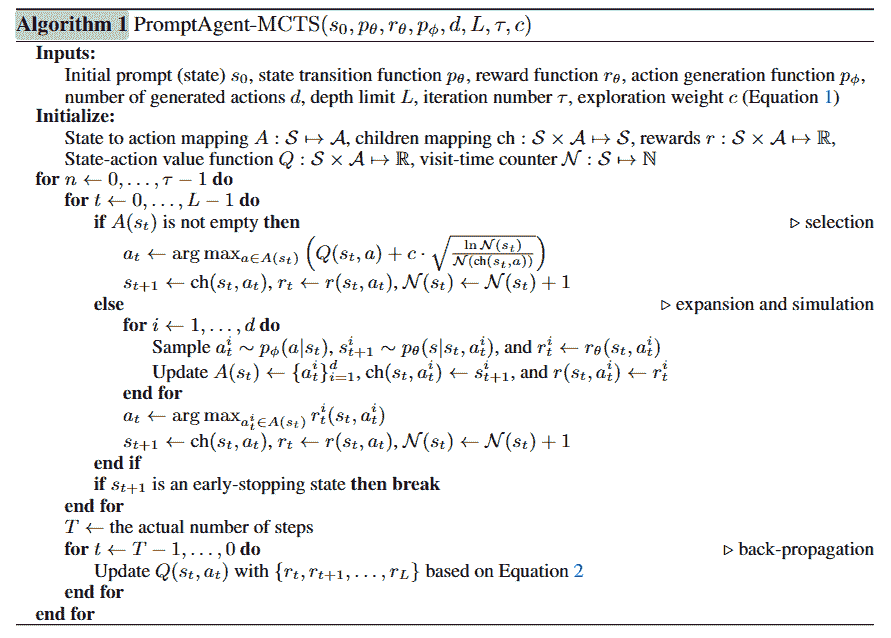 Algorithm 1 PromptAgent-MCTS(s₀, p_θ, r_θ, p_ϕ, d, L, τ, c)
Inputs:
Initial prompt (state) s₀, state transition function p_θ, reward function r_θ, action generation function p_ϕ,
number of generated actions d, depth limit L, iteration number τ, exploration weight c (Equation 1)
Initialize:
State to action mapping A : 𝒮 ↦ 𝒜, children mapping ch : 𝒮 × 𝒜 ↦ 𝒮, rewards r : 𝒮 × 𝒜 ↦ ℝ,
State-action value function Q : 𝒮 × 𝒜 ↦ ℝ, visit-time counter 𝒩 : 𝒮 ↦ ℕ
for n ← 0, . . . , τ − 1 do
for t ← 0, . . . , L − 1 do
if A(s_t) is not empty then ▷ selection
a_t ← arg max_{a∈A(s_t)} (Q(s_t, a) + c · √(ln 𝒩(s_t) / 𝒩(ch(s_t,a))))
s_{t+1} ← ch(s_t, a_t), r_t ← r(s_t, a_t), 𝒩(s_t) ← 𝒩(s_t) + 1
else ▷ expansion and simulation
for i ← 1, . . . , d do
Sample a_t^i ∼ p_ϕ(a|s_t), s_{t+1}^i ∼ p_θ(s|s_t, a_t^i), and r_t^i ← r_θ(s_t, a_t^i)
Update A(s_t) ← {a_t^i}_{i=1}^d, ch(s_t, a_t^i) ← s_{t+1}^i, and r(s_t, a_t^i) ← r_t^i
end for
a_t ← arg max_{a_t^i∈A(s_t)} r_t^i(s_t, a_t^i)
s_{t+1} ← ch(s_t, a_t), r_t ← r(s_t, a_t), 𝒩(s_t) ← 𝒩(s_t) + 1
end if
if s_{t+1} is an early-stopping state then break
end for
T ← the actual number of steps
for t ← T − 1, . . . , 0 do ▷ back-propagation
Update Q(s_t, a_t) with {r_t, r_{t+1}, . . . , r_L} based on Equation 2
end for
end for